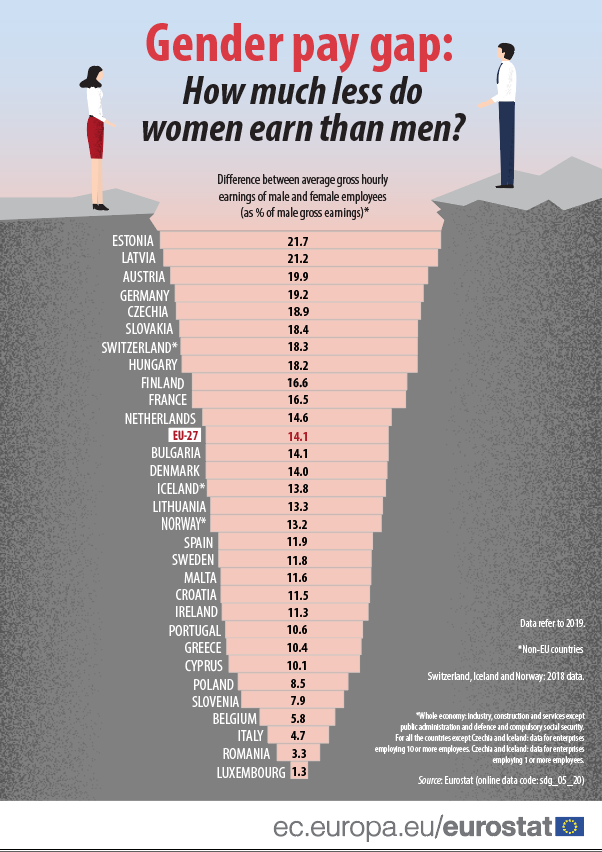 Gender pay gap:
How much less do
women earn than men?
Difference between average gross hourly
earnings of male and female employees
(as % of male gross earnings)*
ESTONIA 21.7
LATVIA 21.2
AUSTRIA 19.9
GERMANY 19.2
CZECHIA 18.9
SLOVAKIA 18.4
SWITZERLAND* 18.3
HUNGARY 18.2
FINLAND 16.6
FRANCE 16.5
NETHERLANDS 14.6
EU-27 14.1
BULGARIA 14.1
DENMARK 14.0
ICELAND* 13.8
LITHUANIA 13.3
NORWAY* 13.2
SPAIN 11.9
SWEDEN 11.8
MALTA 11.6
CROATIA 11.5
IRELAND 11.3
PORTUGAL 10.6
GREECE 10.4
CYPRUS 10.1
POLAND 8.5
SLOVENIA 7.9
BELGIUM 5.8
ITALY 4.7
ROMANIA 3.3
LUXEMBOURG 1.3
Data refer to 2019.
*Non-EU countries
Switzerland, Iceland and Norway: 2018 data.
*Whole economy: industry, construction and services except
public administration and defence and compulsory social security.
For all the countries except Czechia and Iceland: data for enterprises
employing 10 or more employees. Czechia and Iceland: data for enterprises
employing 1 or more employees.
Source: Eurostat (online data code: sdg_05_20)
ec.europa.eu/eurostat